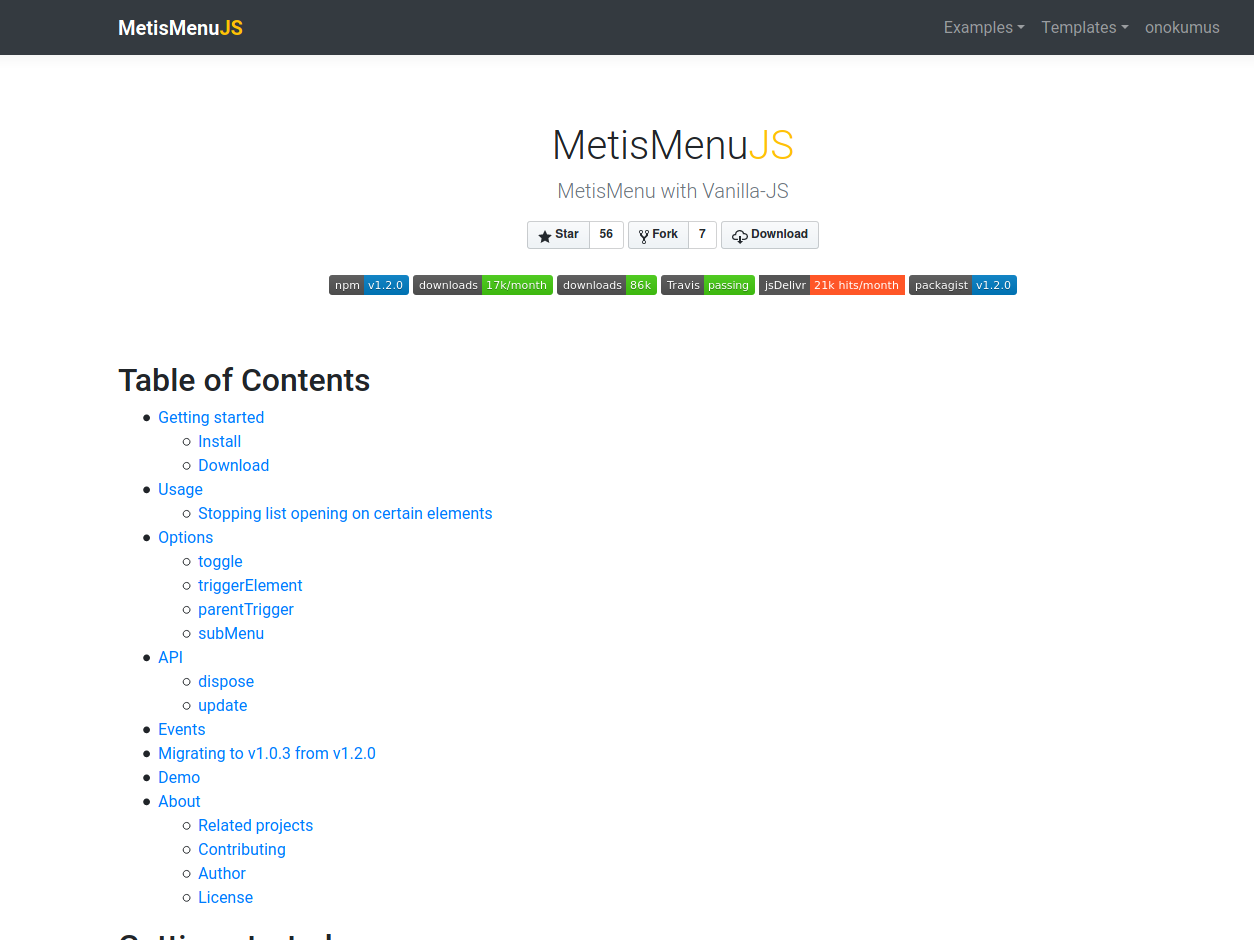 MetisMenuJS Examples Templates onokumus
MetisMenuJS
MetisMenu with Vanilla-JS
Star 56 Fork 7 Download
npm v1.2.0 downloads 17k/month downloads 86k Travis passing jsDelivr 21k hits/month packagist v1.2.0
Table of Contents
Getting started
Install
Download
Usage
Stopping list opening on certain elements
Options
toggle
triggerElement
parentTrigger
subMenu
API
dispose
update
Events
Migrating to v1.0.3 from v1.2.0
Demo
About
Related projects
Contributing
Author
License